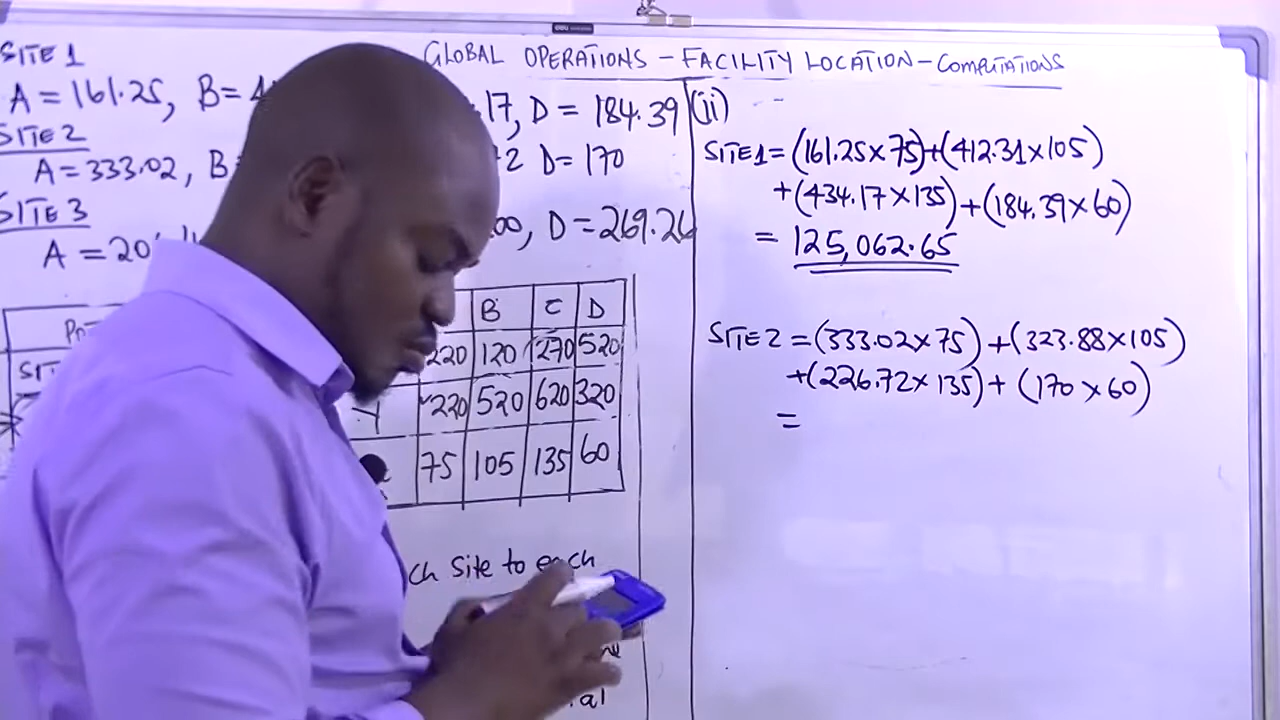 GLOBAL OPERATIONS - FACILITY LOCATION - COMPUTATIONS
SITE 1
A = 161.25, B = 4 .17, D = 184.39
SITE 2
A = 333.02, B 2 D = 170
SITE 3
A = 20 .00, D = 269.26
B C D
SIT 220 120 270 520
Y 220 520 620 320
75 105 135 60
ch site to each
al
(ii)
SITE 1 = (161.25 x 75) + (412.31 x 105)
+ (434.17 x 135) + (184.39 x 60)
= 125,062.65
SITE 2 = (333.02 x 75) + (323.88 x 105)
+ (226.72 x 135) + (170 x 60)
=